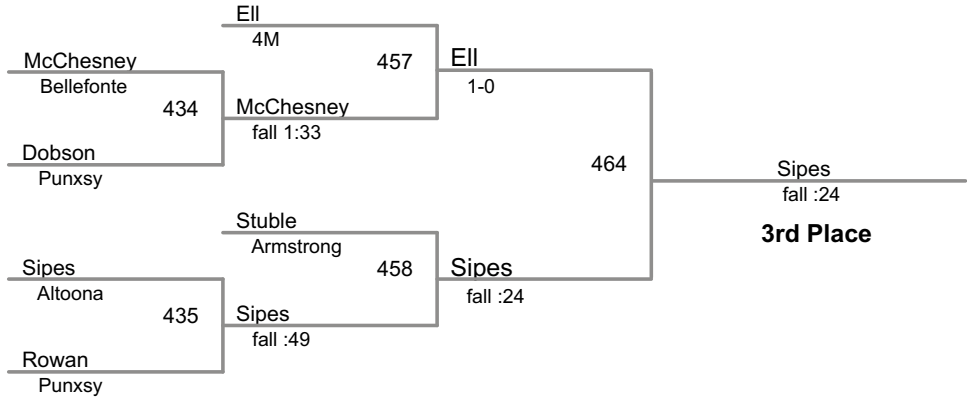 Ell
4M
McChesney
Bellefonte
457
Ell
1-0
434
McChesney
fall 1:33
Dobson
Punxsy
464
Sipes
fall :24
3rd Place
Stuble
Armstrong
Sipes
Altoona
458
Sipes
fall :24
435
Sipes
fall :49
Rowan
Punxsy